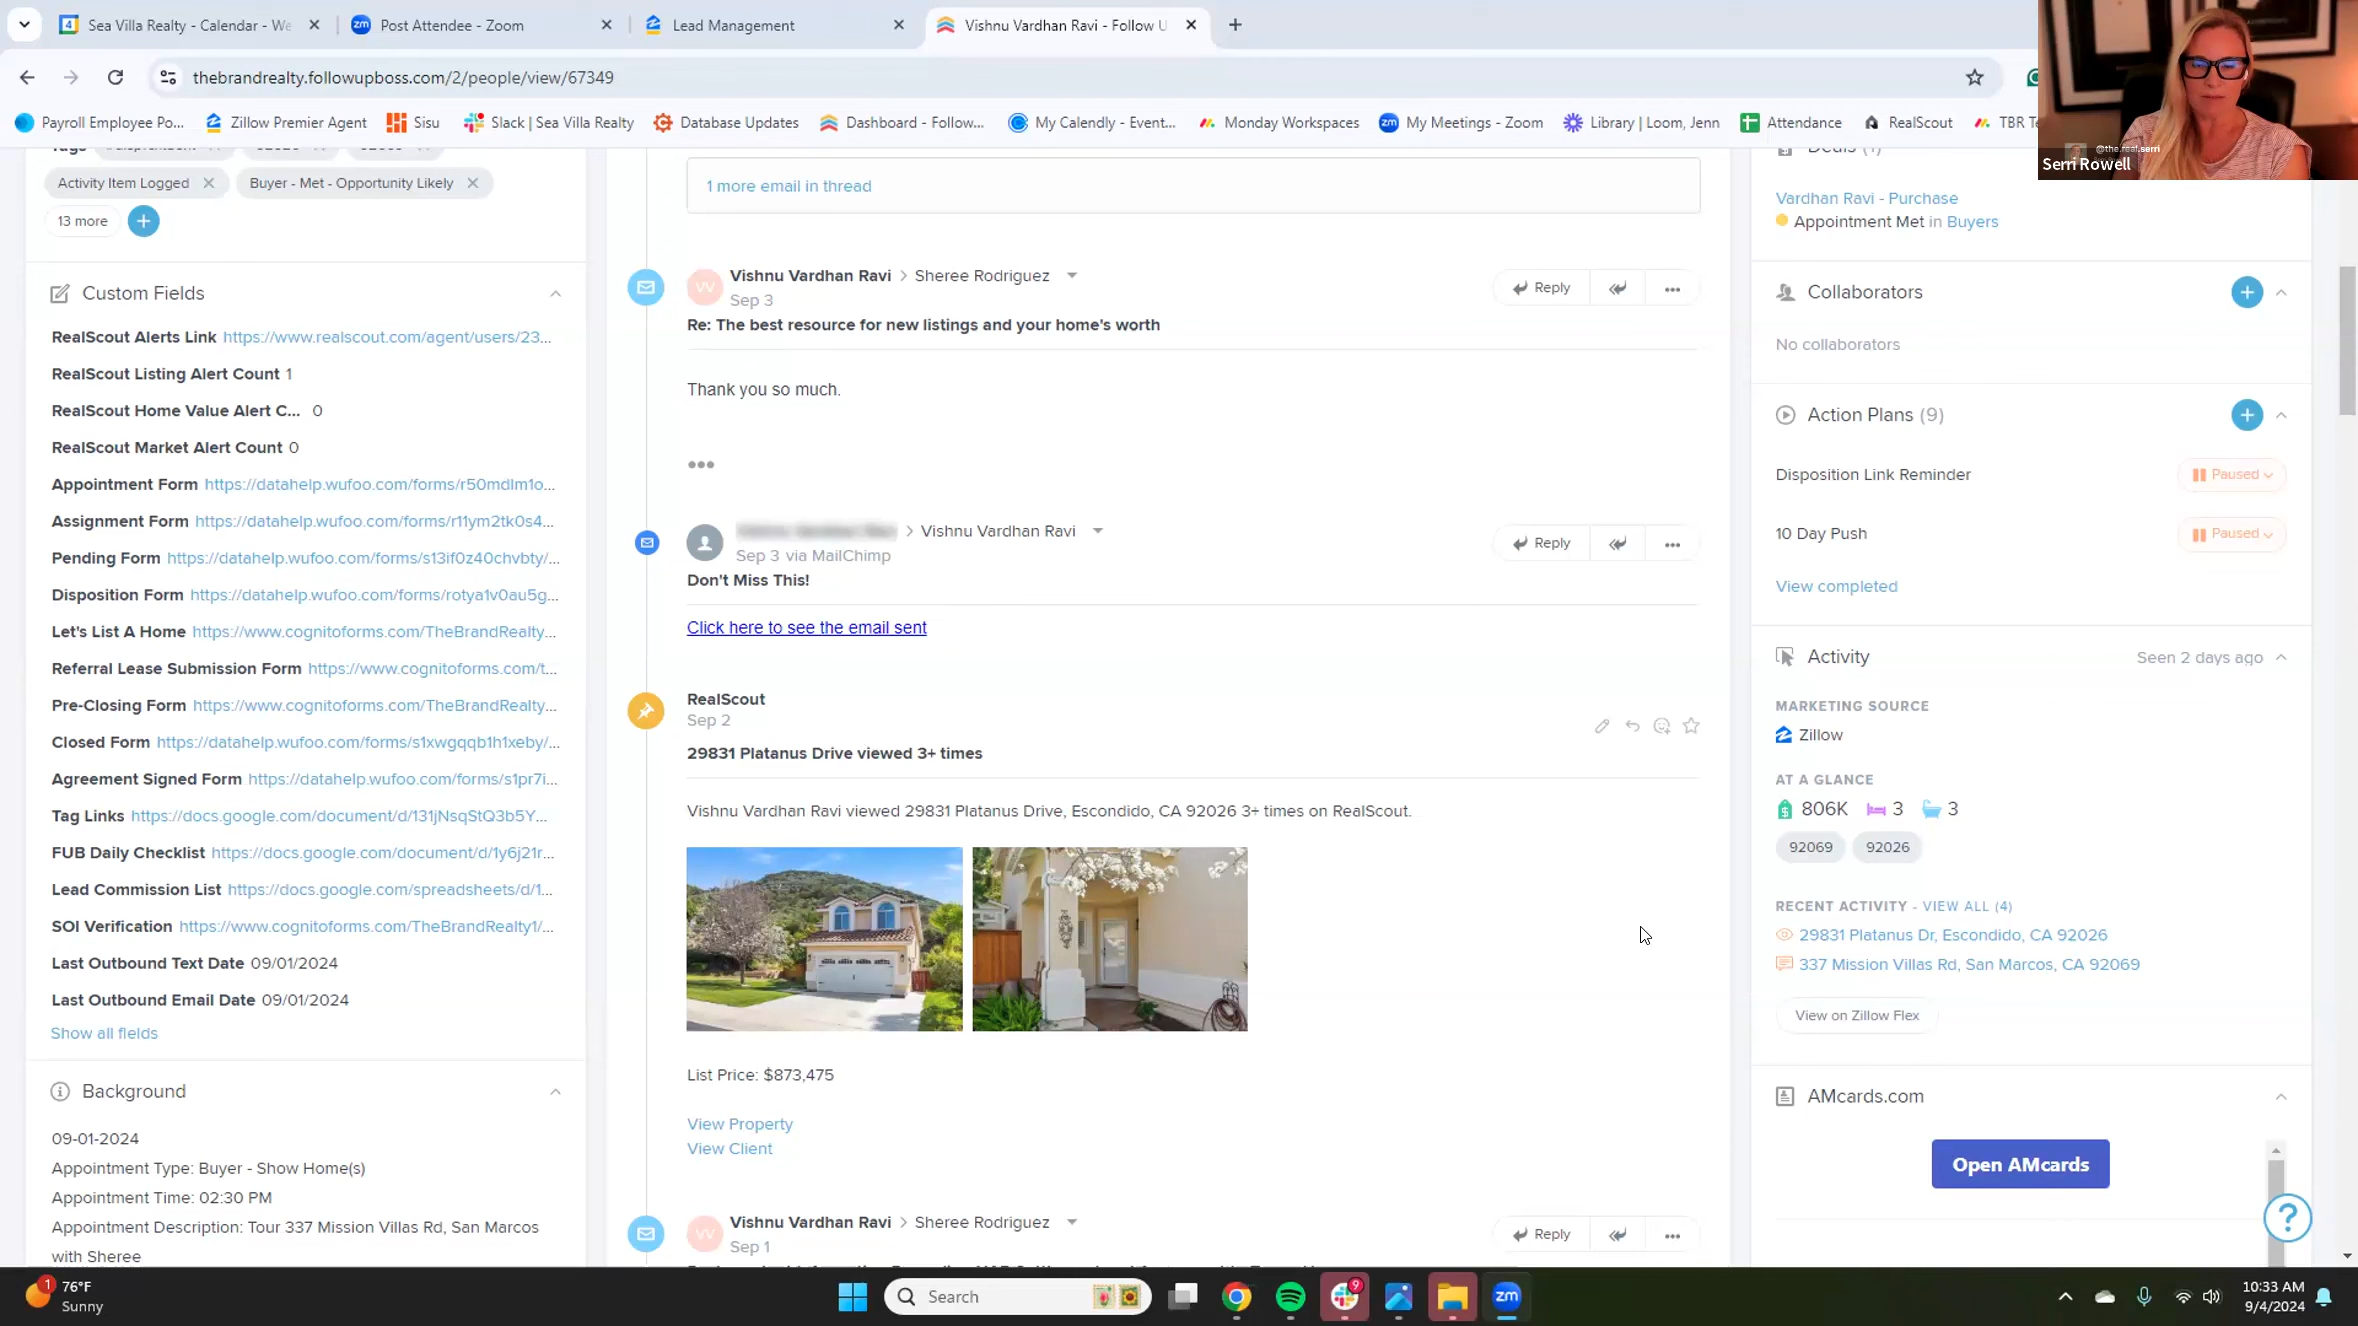 Sea Villa Realty - Calendar - We
Post Attendee - Zoom
Lead Management
Vishnu Vardhan Ravi - Follow U
thebrandrealty.followupboss.com/2/people/view/67349
Payroll Employee Po...
Zillow Premier Agent
Sisu
Slack | Sea Villa Realty
Database Updates
Dashboard - Follow...
My Calendly - Event...
Monday Workspaces
My Meetings - Zoom
Library | Loom, Jenn
Attendance
RealScout
TBR Te
@the.real.serri
Serri Rowell
Tags
Activity Item Logged
Buyer - Met - Opportunity Likely
13 more
Custom Fields
RealScout Alerts Link https://www.realscout.com/agent/users/23...
RealScout Listing Alert Count 1
RealScout Home Value Alert C... 0
RealScout Market Alert Count 0
Appointment Form https://datahelp.wufoo.com/forms/r50mdlm1o...
Assignment Form https://datahelp.wufoo.com/forms/r11ym2tk0s4...
Pending Form https://datahelp.wufoo.com/forms/s13if0z40chvbty/...
Disposition Form https://datahelp.wufoo.com/forms/rotya1v0au5g...
Let's List A Home https://www.cognitoforms.com/TheBrandRealty...
Referral Lease Submission Form https://www.cognitoforms.com/t...
Pre-Closing Form https://www.cognitoforms.com/TheBrandRealty...
Closed Form https://datahelp.wufoo.com/forms/s1xwgqqb1h1xeby/...
Agreement Signed Form https://datahelp.wufoo.com/forms/s1pr7i...
Tag Links https://docs.google.com/document/d/131jNsqStQ3b5Y...
FUB Daily Checklist https://docs.google.com/document/d/1y6j21r...
Lead Commission List https://docs.google.com/spreadsheets/d/1...
SOI Verification https://www.cognitoforms.com/TheBrandRealty1/...
Last Outbound Text Date 09/01/2024
Last Outbound Email Date 09/01/2024
Show all fields
Background
09-01-2024
Appointment Type: Buyer - Show Home(s)
Appointment Time: 02:30 PM
Appointment Description: Tour 337 Mission Villas Rd, San Marcos
with Sheree
1 more email in thread
VV
Vishnu Vardhan Ravi > Sheree Rodriguez
Sep 3
Reply
Re: The best resource for new listings and your home's worth
Thank you so much.
> Vishnu Vardhan Ravi
Sep 3 via MailChimp
Reply
Don't Miss This!
Click here to see the email sent
RealScout
Sep 2
29831 Platanus Drive viewed 3+ times
Vishnu Vardhan Ravi viewed 29831 Platanus Drive, Escondido, CA 92026 3+ times on RealScout.
List Price: $873,475
View Property
View Client
VV
Vishnu Vardhan Ravi > Sheree Rodriguez
Sep 1
Reply
Deals (1)
Vardhan Ravi - Purchase
Appointment Met in Buyers
Collaborators
No collaborators
Action Plans (9)
Disposition Link Reminder
Paused
10 Day Push
Paused
View completed
Activity
Seen 2 days ago
MARKETING SOURCE
Zillow
AT A GLANCE
806K 3 3
92069 92026
RECENT ACTIVITY - VIEW ALL (4)
29831 Platanus Dr, Escondido, CA 92026
337 Mission Villas Rd, San Marcos, CA 92069
View on Zillow Flex
AMcards.com
Open AMcards
?
1
76°F
Sunny
Search
9
zm
10:33 AM
9/4/2024